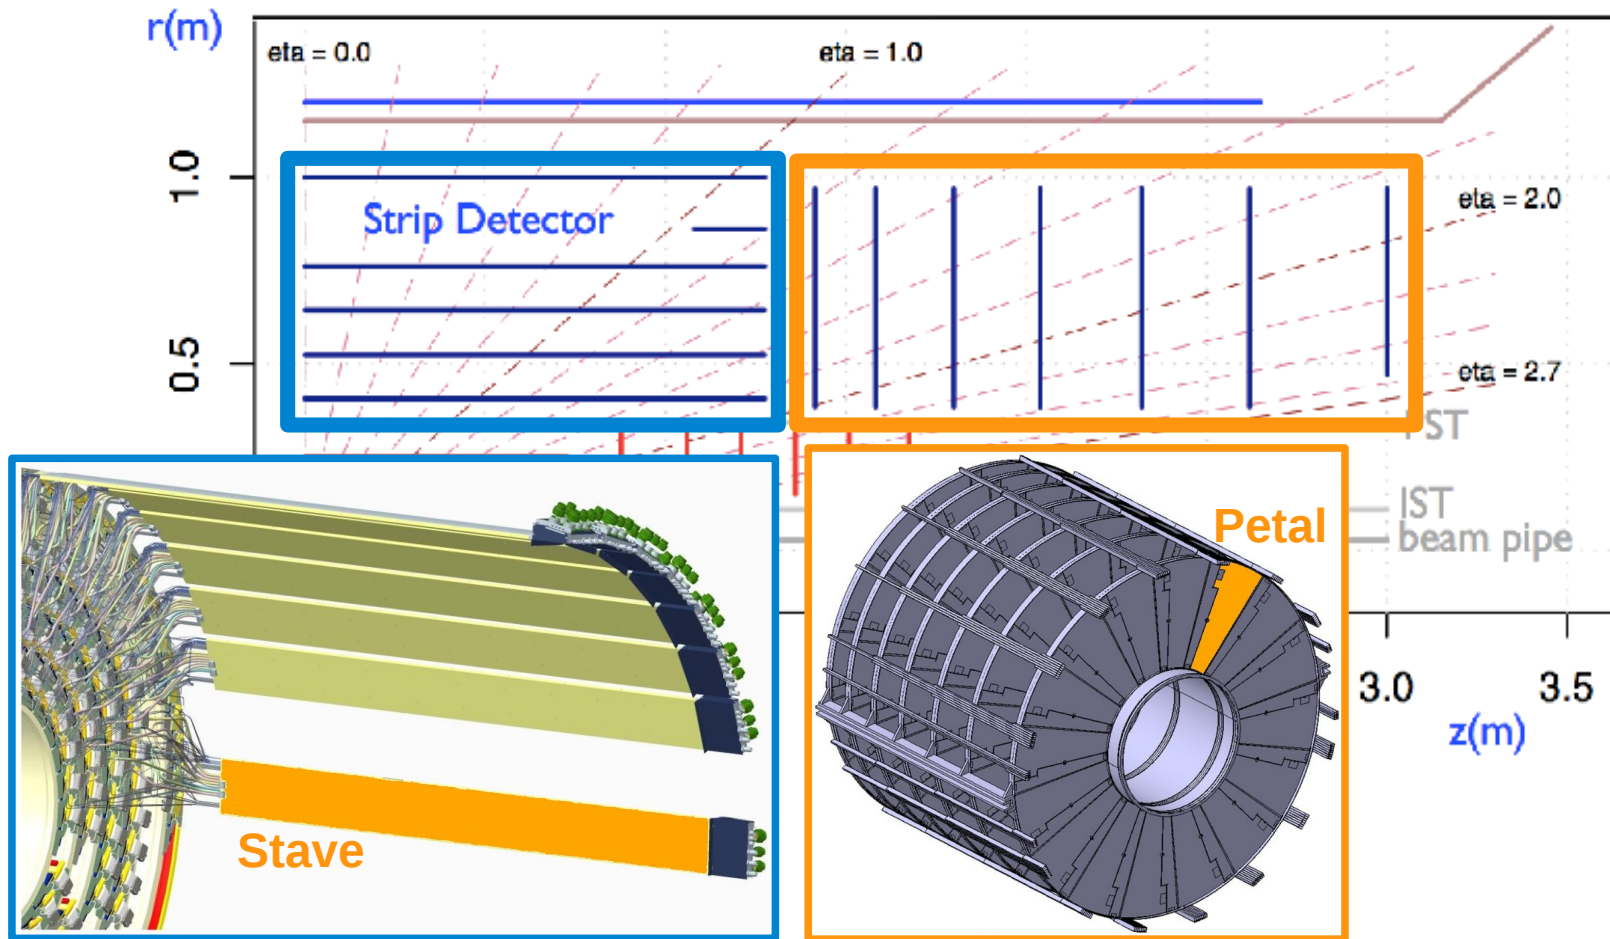 r(m)
eta = 0.0
eta = 1.0
1.0
Strip Detector
eta = 2.0
0.5
eta = 2.7
PST
IST
Petal
beam pipe
3.0
3.5
z(m)
Stave